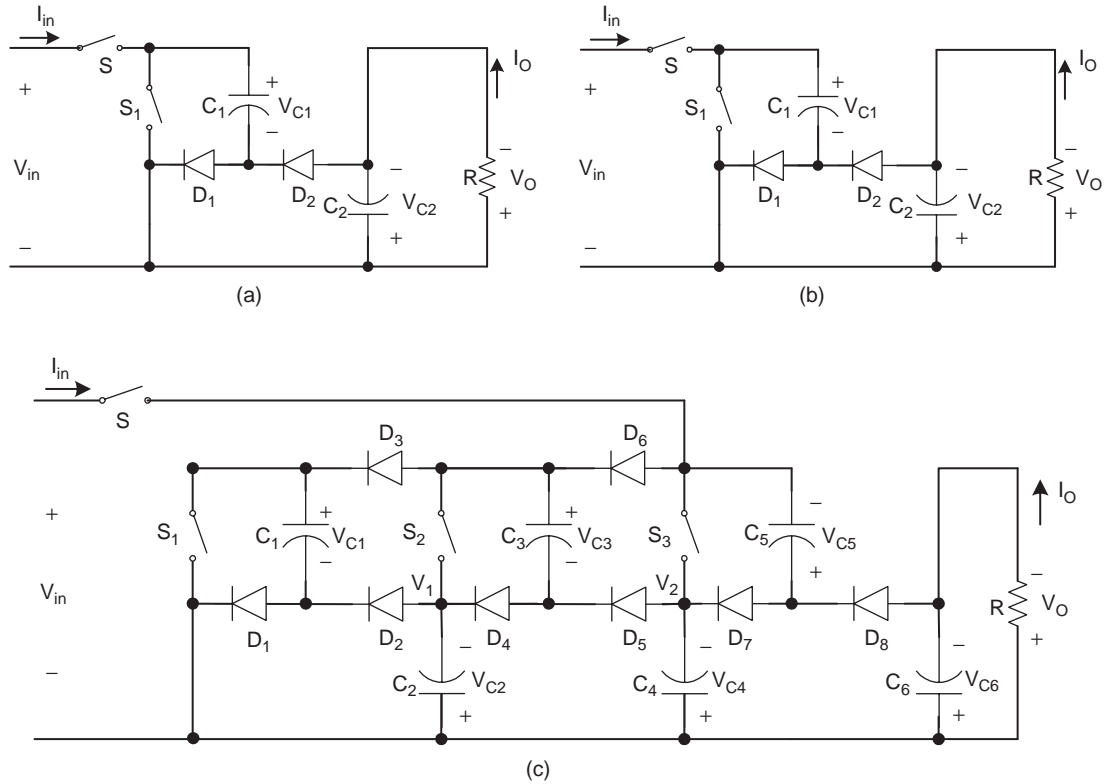 I_in I_in
S S
S_1 C_1 + V_C1 − I_O S_1 C_1 + V_C1 − I_O
+ V_in − + V_in −
D_1 D_2 D_1 D_2
− C_2 V_C2 + − C_2 V_C2 +
R − V_O + R − V_O +
(a) (b)
I_in
S
D_3 D_6
+ + + − I_O
S_1 C_1 V_C1 S_2 C_3 V_C3 S_3 C_5 V_C5
− V_1 − V_2 +
V_in R − V_O +
D_1 D_2 D_4 D_5 D_7 D_8
− − − −
C_2 V_C2 C_4 V_C4 C_6 V_C6
+ + +
(c)